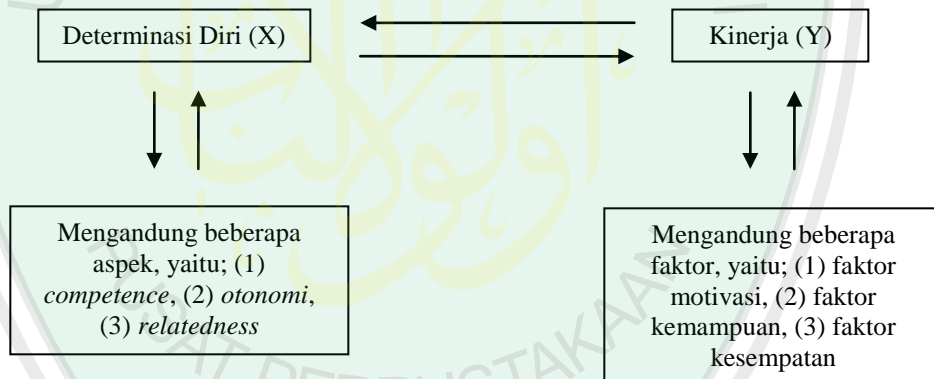 Determinasi Diri (X)
Kinerja (Y)
Mengandung beberapa
aspek, yaitu; (1)
competence, (2) otonomi,
(3) relatedness
Mengandung beberapa
faktor, yaitu; (1) faktor
motivasi, (2) faktor
kemampuan, (3) faktor
kesempatan